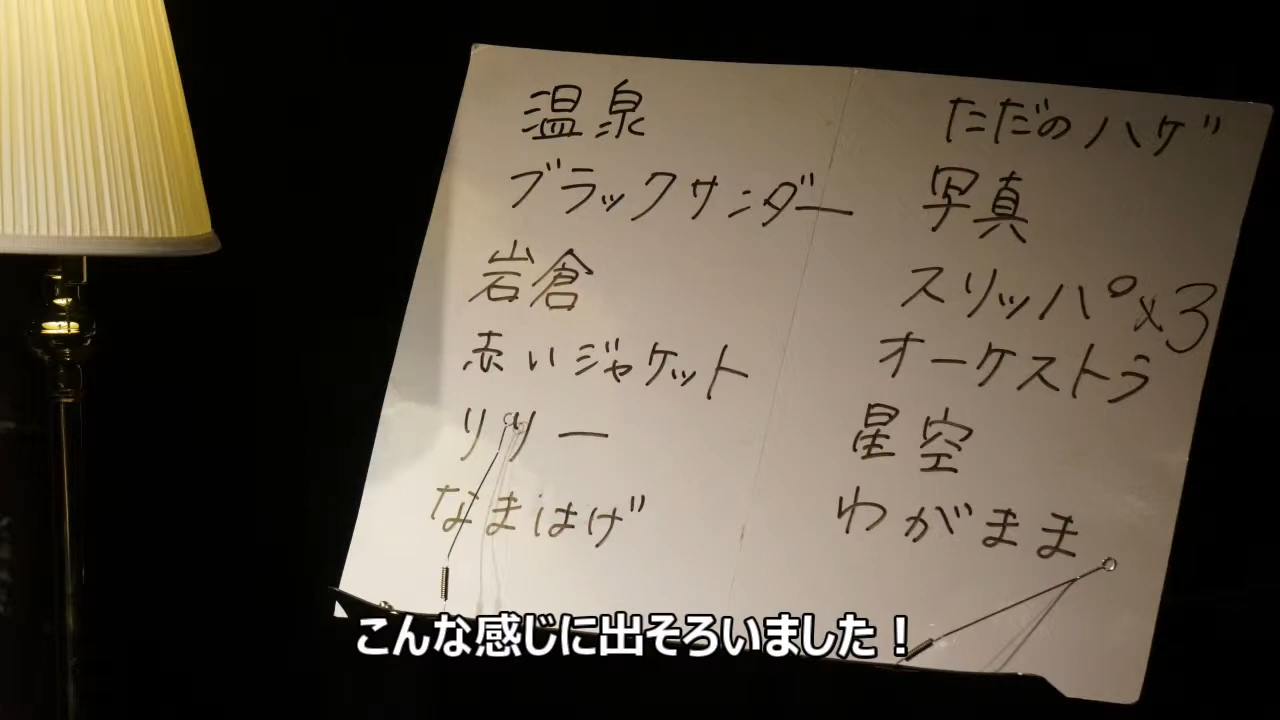 温泉
ブラックサンダー
岩倉
赤いジャケット
リリー
なまはげ
ただのハゲ
写真
スリッパ×3
オーケストラ
星空
わがまま
こんな感じに出そろいました！